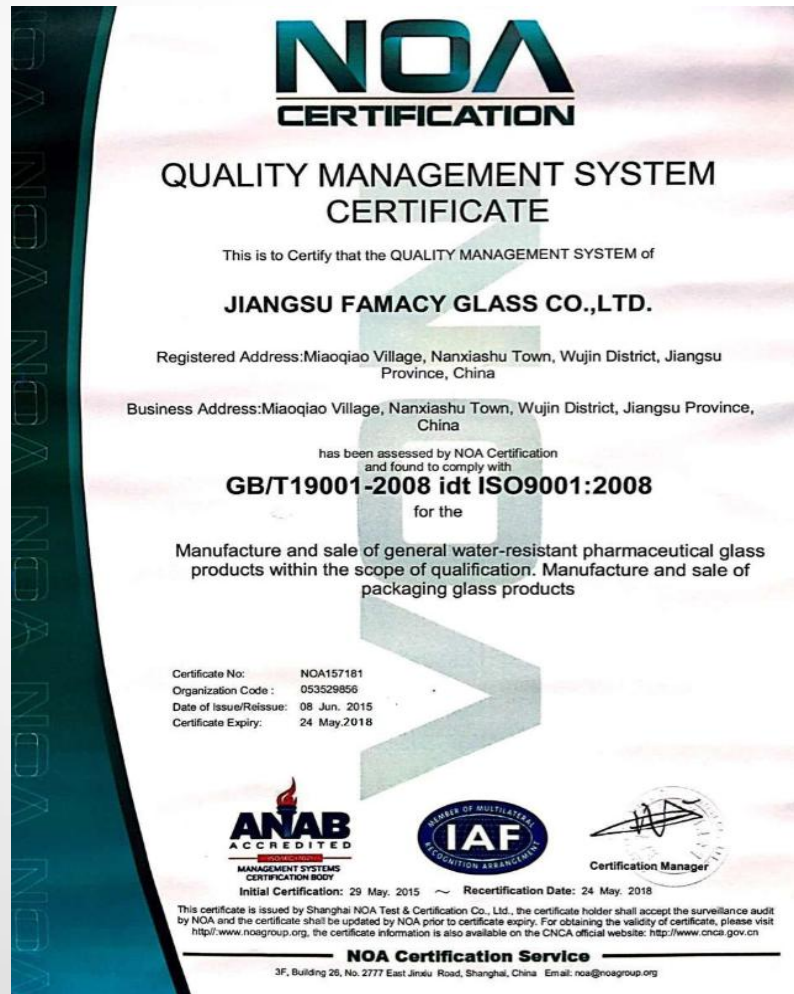 NOA
CERTIFICATION
QUALITY MANAGEMENT SYSTEM
CERTIFICATE
This is to Certify that the QUALITY MANAGEMENT SYSTEM of
JIANGSU FAMACY GLASS CO.,LTD.
Registered Address:Miaoqiao Village, Nanxiashu Town, Wujin District, Jiangsu
Province, China
Business Address:Miaoqiao Village, Nanxiashu Town, Wujin District, Jiangsu Province,
China
has been assessed by NOA Certification
and found to comply with
GB/T19001-2008 idt ISO9001:2008
for the
Manufacture and sale of general water-resistant pharmaceutical glass
products within the scope of qualification. Manufacture and sale of
packaging glass products
Certificate No: NOA157181
Organization Code : 053529856
Date of Issue/Reissue: 08 Jun. 2015
Certificate Expiry: 24 May.2018
ANAB
ACCREDITED
MANAGEMENT SYSTEMS
CERTIFICATION BODY
MEMBER OF MULTILATERAL
IAF
RECOGNITION ARRANGEMENT
Certification Manager
Initial Certification: 29 May. 2015 ~ Recertification Date: 24 May. 2018
This certificate is issued by Shanghai NOA Test & Certification Co., Ltd., the certificate holder shall accept the surveillance audit
by NOA and the certificate shall be updated by NOA prior to certificate expiry. For obtaining the validity of certificate, please visit
http//:www.noagroup.org, the certificate information is also available on the CNCA official website: http://www.cnca.gov.cn
NOA Certification Service
3F, Building 26, No. 2777 East Jinxiu Road, Shanghai, China Email: noa@noagroup.org